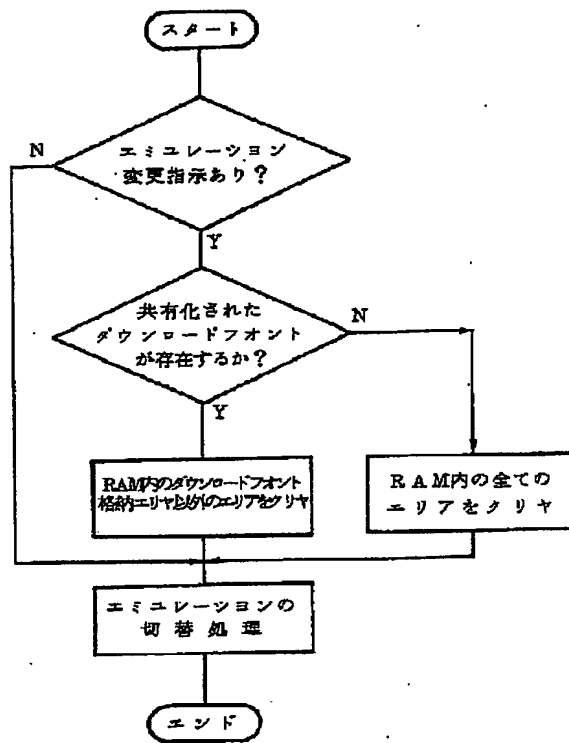 スタート
エミュレーション
変更指示あり？
N
Y
共有化された
ダウンロードフォント
が存在するか？
N
Y
RAM内のダウンロードフォント
格納エリヤ以外のエリアをクリヤ
RAM内の全ての
エリアをクリヤ
エミュレーションの
切替処理
エンド